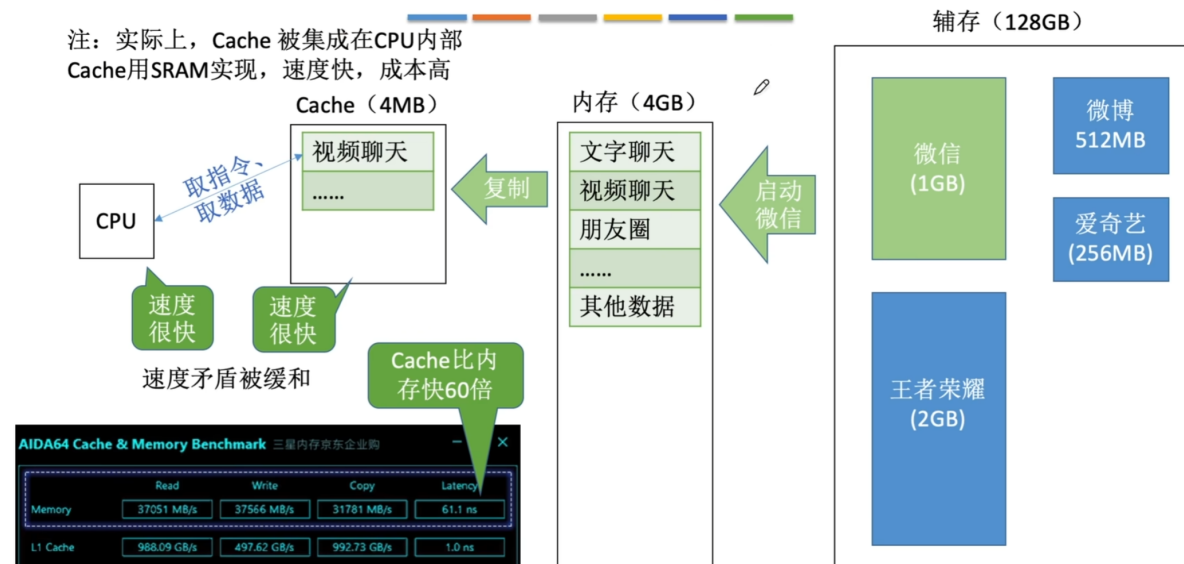 注：实际上，Cache 被集成在CPU内部
Cache用SRAM实现，速度快，成本高
Cache（4MB）
视频聊天
......
取指令、
取数据
CPU
速度
很快
速度
很快
速度矛盾被缓和
复制
内存（4GB）
文字聊天
视频聊天
朋友圈
......
其他数据
启动
微信
辅存（128GB）
微信
(1GB)
微博
512MB
爱奇艺
(256MB)
王者荣耀
(2GB)
Cache比内
存快60倍
AIDA64 Cache & Memory Benchmark 三星内存京东企业购
Read Write Copy Latency
Memory 37051 MB/s 37566 MB/s 31781 MB/s 61.1 ns
L1 Cache 988.09 GB/s 497.62 GB/s 992.73 GB/s 1.0 ns